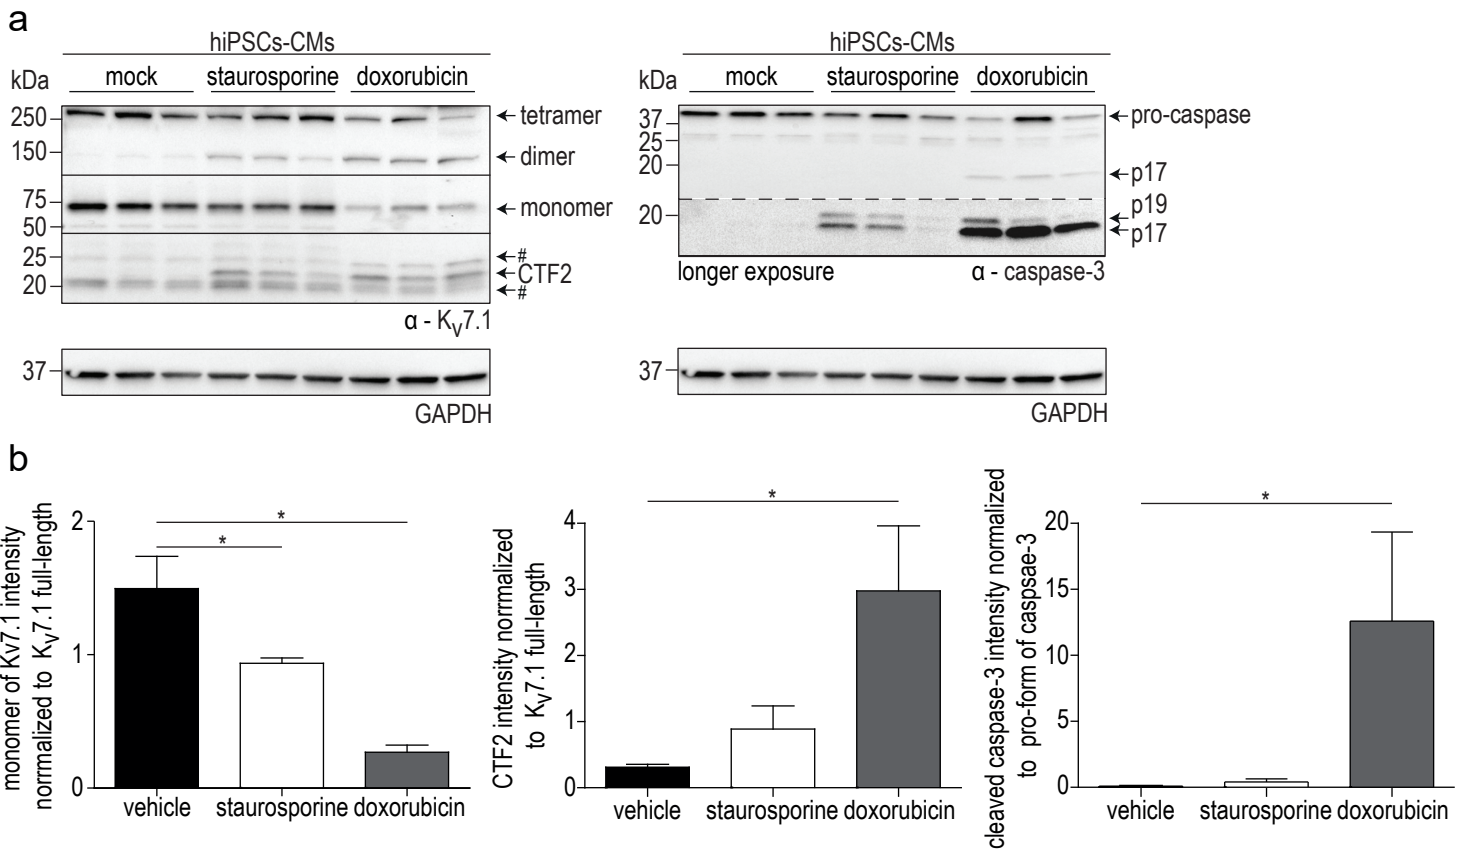 a
hiPSCs-CMs
kDa
mock
staurosporine
doxorubicin
250
150
75
50
25
20
tetramer
dimer
monomer
#
CTF2
#
α - KV7.1
37
GAPDH
hiPSCs-CMs
kDa
mock
staurosporine
doxorubicin
37
25
20
20
pro-caspase
p17
p19
p17
longer exposure
α - caspase-3
37
GAPDH
b
monomer of Kv7.1 intensity
norrmalized to KV7.1 full-length
2
1
0
*
*
vehicle
staurosporine
doxorubicin
CTF2 intensity norrmalized
to KV7.1 full-length
4
3
2
1
0
*
vehicle
staurosporine
doxorubicin
cleaved caspase-3 intensity normalized
to pro-form of caspsae-3
20
15
10
5
0
*
vehicle
staurosporine
doxorubicin